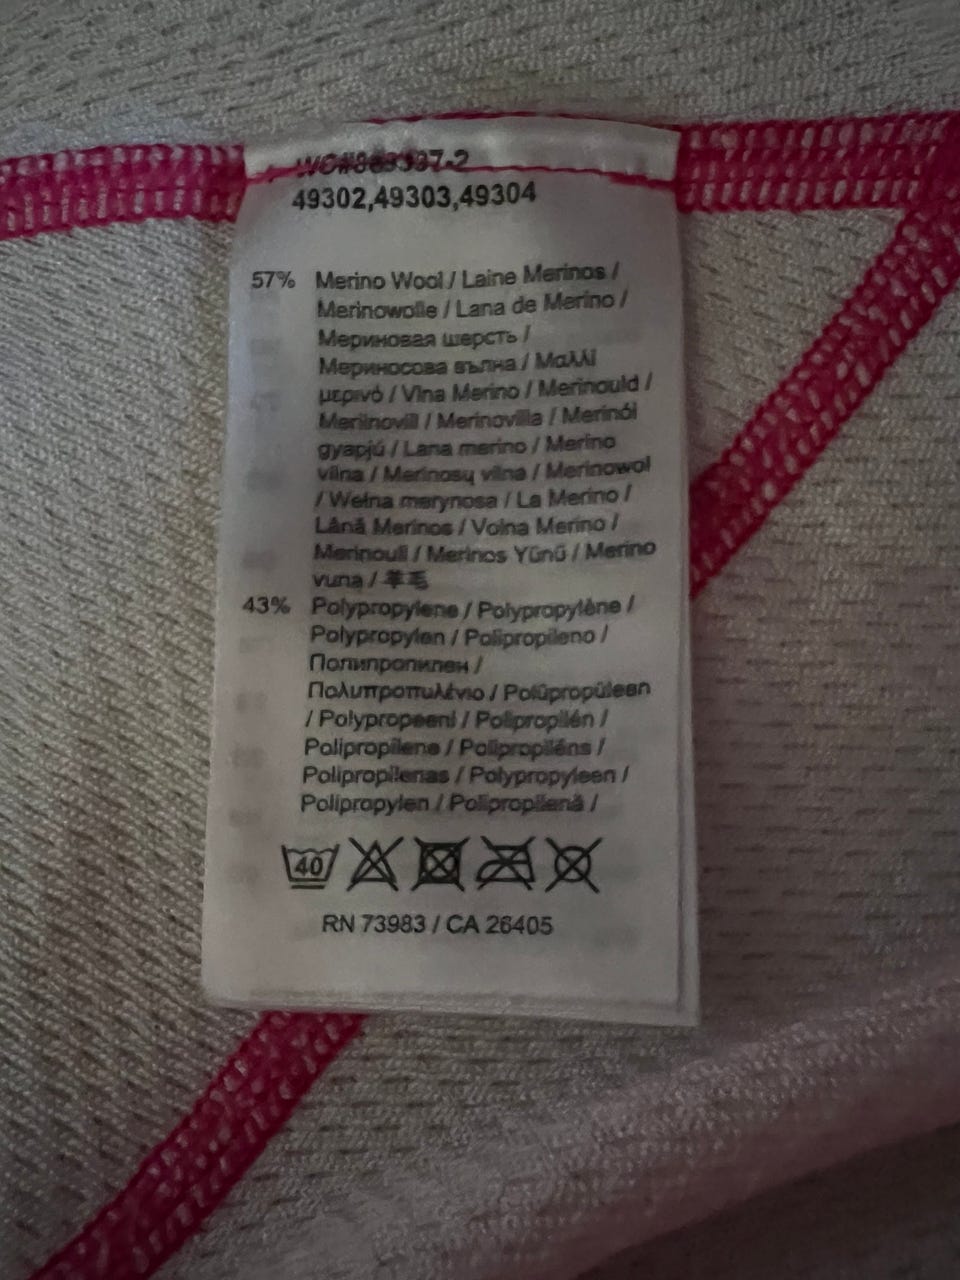 49302,49303,49304
57% Merino Wool / Laine Merinos /
Merinowolle / Lana de Merino /
Мериновая шерсть /
Мериносова вълна / Μαλλί
μερινό / Vlna Merino / Merinould /
Meriinovill / Merinovilla / Merinói
gyapjú / Lana merino / Merino
vilna / Merinosų vilna / Merinowol
/ Wełna merynosa / La Merino /
Lână Merinos / Volna Merino /
Merinoull / Merinos Yünü / Merino
vuna / 羊毛
43% Polypropylene / Polypropylène /
Polypropylen / Polipropileno /
Полипропилен /
Πολυπροπυλένιο / Polüpropüleen
/ Polypropeeni / Polipropilén /
Polipropilene / Polipropilēns /
Polipropilenas / Polypropyleen /
Polipropylen / Polipropilenă /
40
RN 73983 / CA 26405